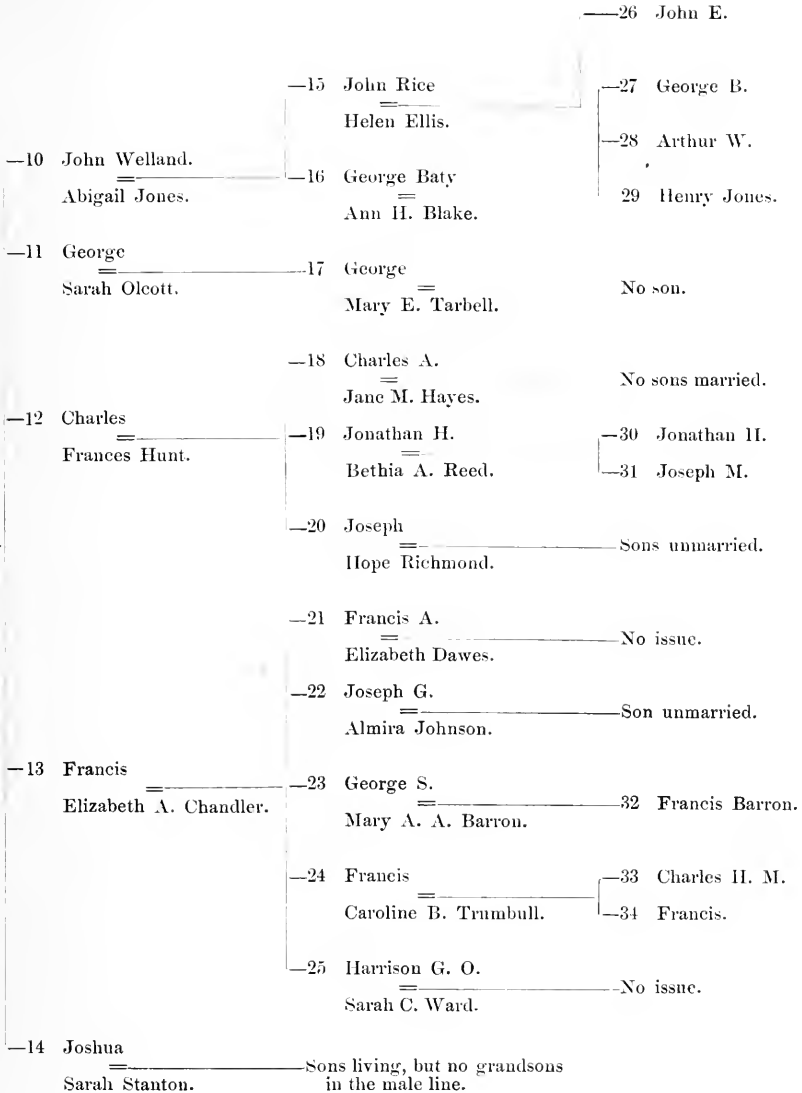 26 John E.
15 John Rice
=
Helen Ellis.
27 George B.
28 Arthur W.
10 John Welland.
=
Abigail Jones.
16 George Baty
=
Ann H. Blake.
29 Henry Jones.
11 George
=
Sarah Olcott.
17 George
=
Mary E. Tarbell.
No son.
18 Charles A.
=
Jane M. Hayes.
No sons married.
12 Charles
=
Frances Hunt.
19 Jonathan H.
=
Bethia A. Reed.
30 Jonathan H.
31 Joseph M.
20 Joseph
=
Hope Richmond.
Sons unmarried.
21 Francis A.
=
Elizabeth Dawes.
No issue.
22 Joseph G.
=
Almira Johnson.
Son unmarried.
13 Francis
=
Elizabeth A. Chandler.
23 George S.
=
Mary A. A. Barron.
32 Francis Barron.
24 Francis
=
Caroline B. Trumbull.
33 Charles H. M.
34 Francis.
25 Harrison G. O.
=
Sarah C. Ward.
No issue.
14 Joshua
=
Sarah Stanton.
Sons living, but no grandsons
in the male line.